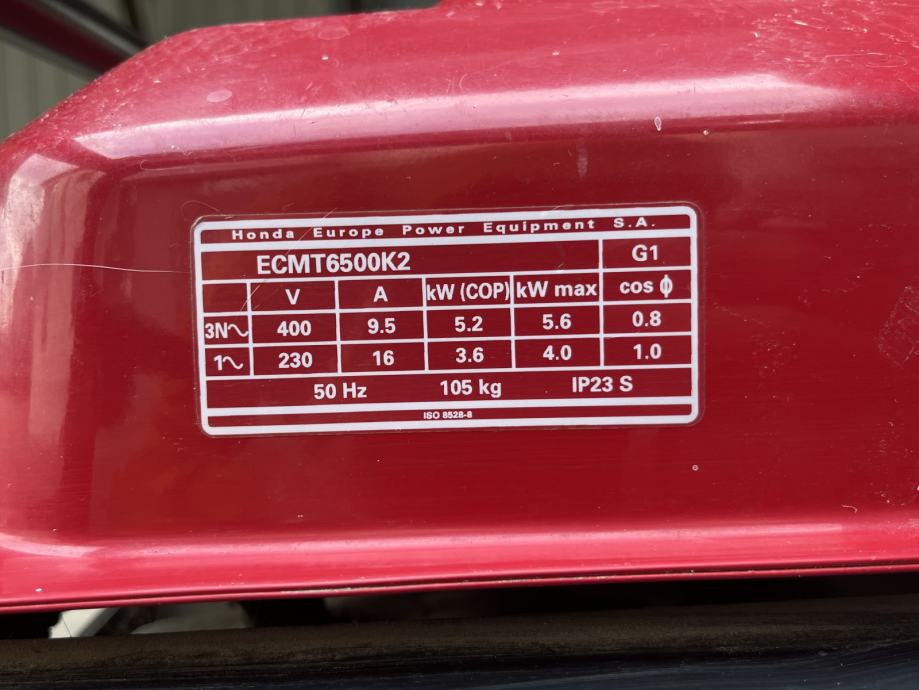 Honda Europe Power Equipment S.A.
ECMT6500K2 G1
V A kW (COP) kW max cos ϕ
3N～ 400 9.5 5.2 5.6 0.8
1～ 230 16 3.6 4.0 1.0
50 Hz 105 kg IP23 S
ISO 8528-8